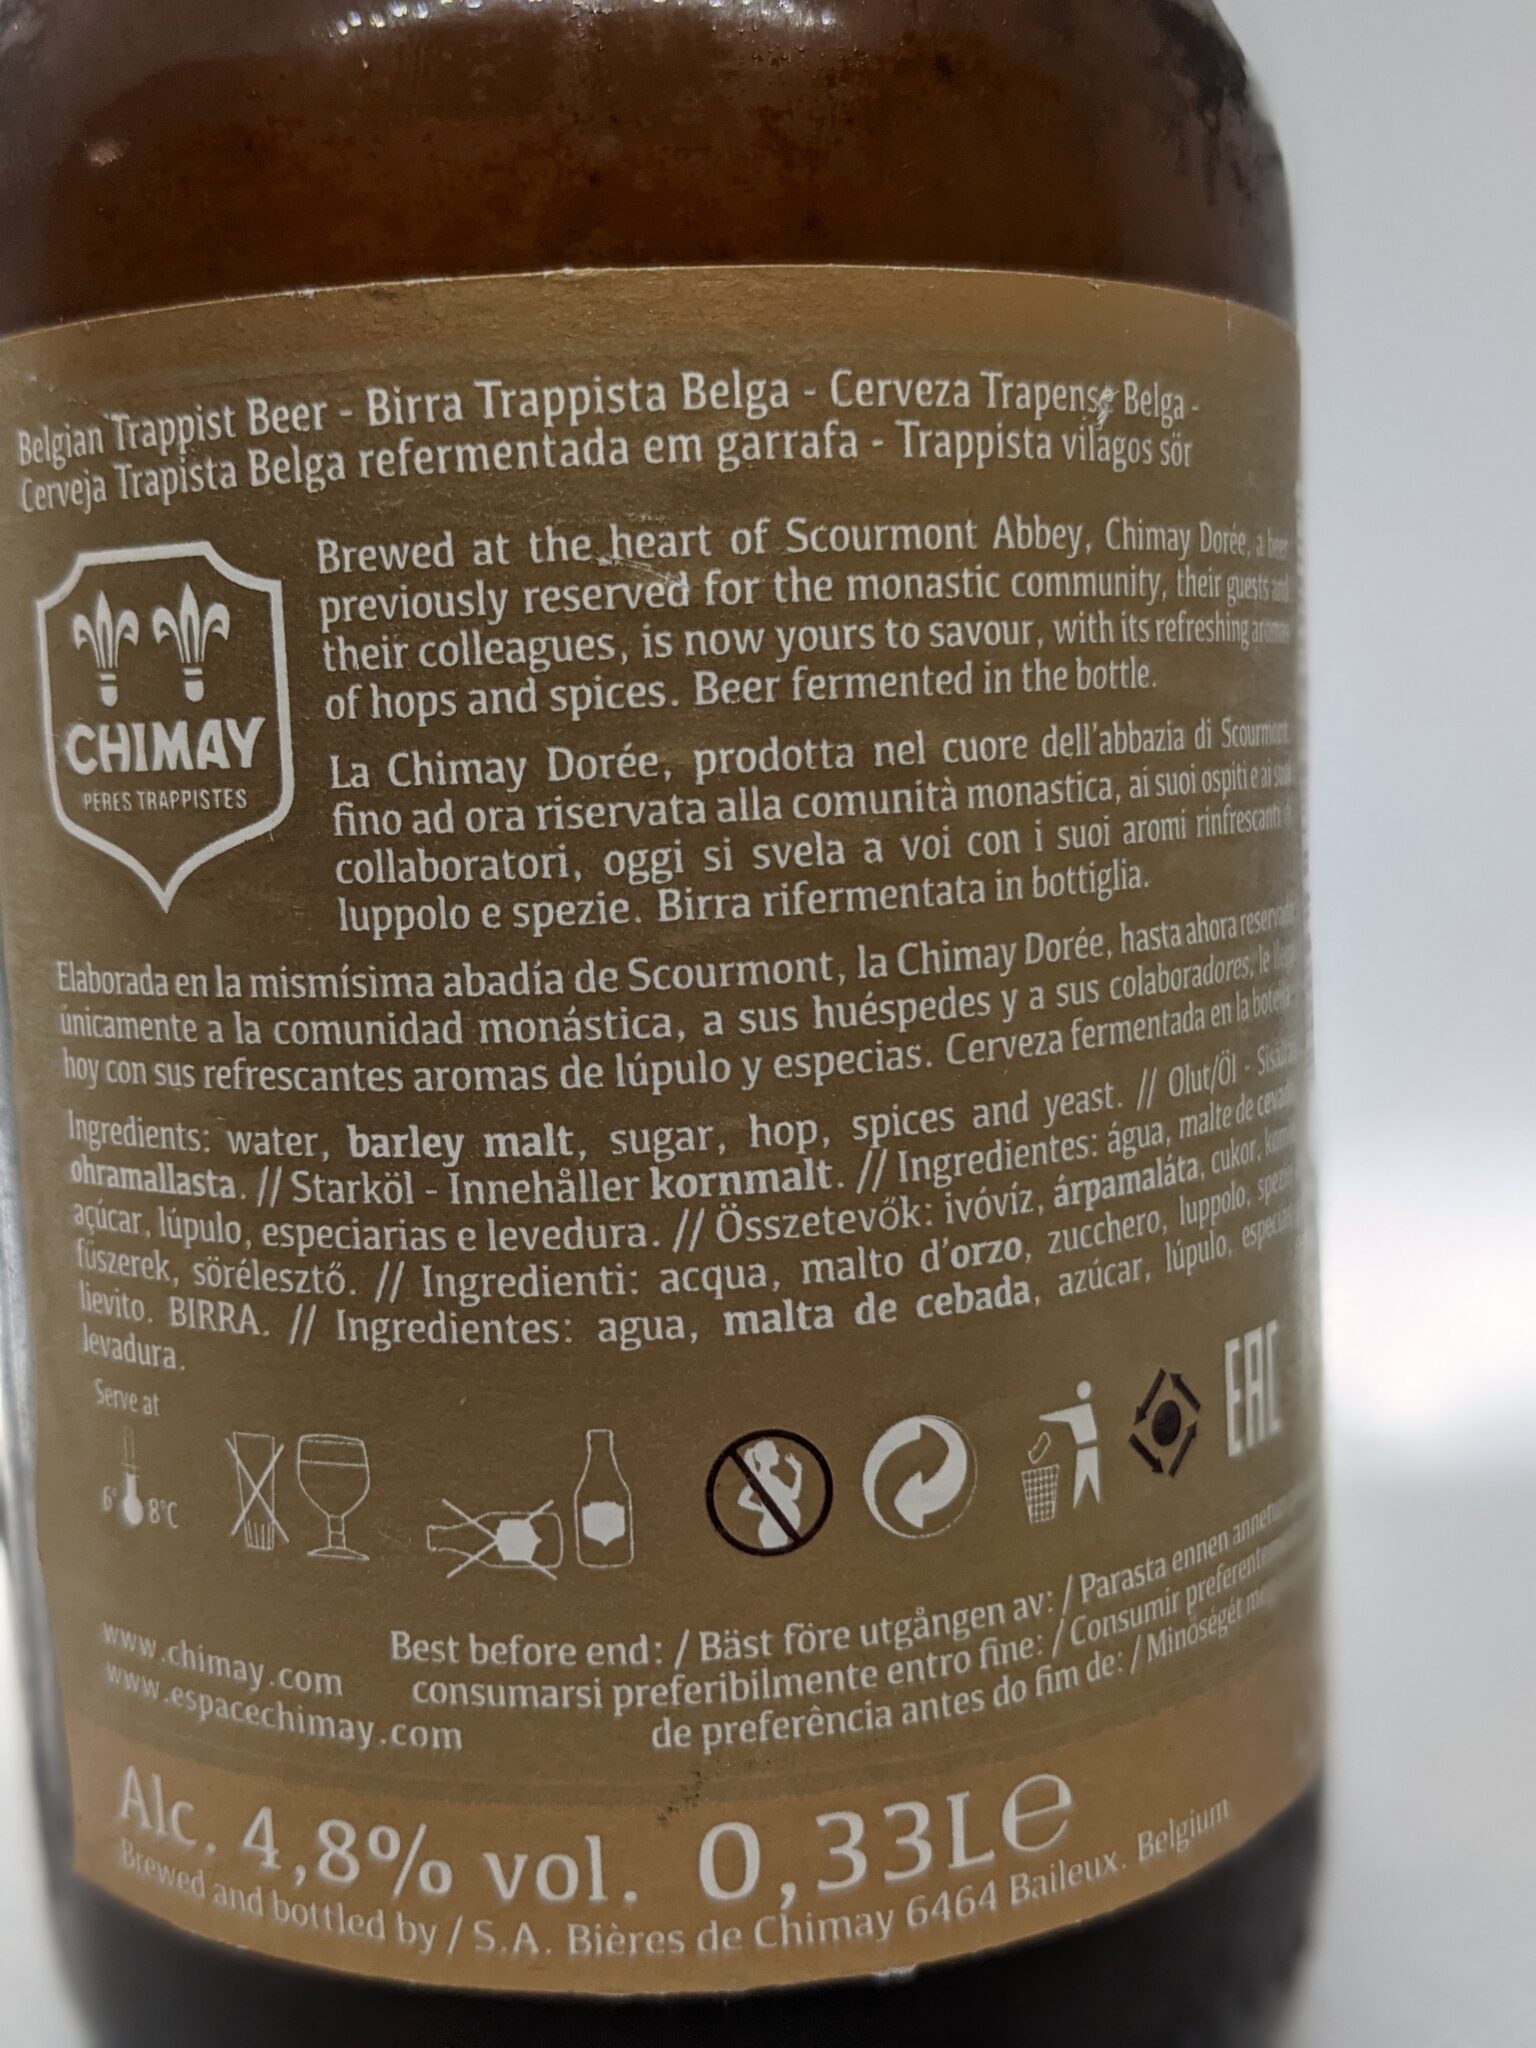 Belgian Trappist Beer - Birra Trappista Belga - Cerveza Trapense Belga -
Cerveja Trapista Belga refermentada em garrafa - Trappista világos sör
CHIMAY
PÈRES TRAPPISTES
Brewed at the heart of Scourmont Abbey, Chimay Dorée, a beer
previously reserved for the monastic community, their guests and
their colleagues, is now yours to savour, with its refreshing aromas
of hops and spices. Beer fermented in the bottle.
La Chimay Dorée, prodotta nel cuore dell'abbazia di Scourmont
fino ad ora riservata alla comunità monastica, ai suoi ospiti e ai suoi
collaboratori, oggi si svela a voi con i suoi aromi rinfrescanti di
luppolo e spezie. Birra rifermentata in bottiglia.
Elaborada en la mismísima abadía de Scourmont, la Chimay Dorée, hasta ahora reservada
únicamente a la comunidad monástica, a sus huéspedes y a sus colaboradores, le llega
hoy con sus refrescantes aromas de lúpulo y especias. Cerveza fermentada en la botella.
Ingredients: water, barley malt, sugar, hop, spices and yeast. // Olut/Öl - Sisältää
ohramallasta. // Starköl - Innehåller kornmalt. // Ingredientes: água, malte de cevada,
açúcar, lúpulo, especiarias e levedura. // Összetevők: ivóvíz, árpamaláta, cukor,
fűszerek, sörélesztő. // Ingredienti: acqua, malto d'orzo, zucchero, luppolo, spezie,
lievito. BIRRA. // Ingredientes: agua, malta de cebada, azúcar, lúpulo, especias
levadura.
Serve at
6° 8°C
EAC
www.chimay.com
www.espacechimay.com
Best before end: / Bäst före utgången av: / Parasta ennen
consumarsi preferibilmente entro fine: / Consumir preferentemente
de preferência antes do fim de: / Minőségét
Alc. 4,8% vol. 0,33L℮
Brewed and bottled by / S.A. Bières de Chimay 6464 Baileux. Belgium